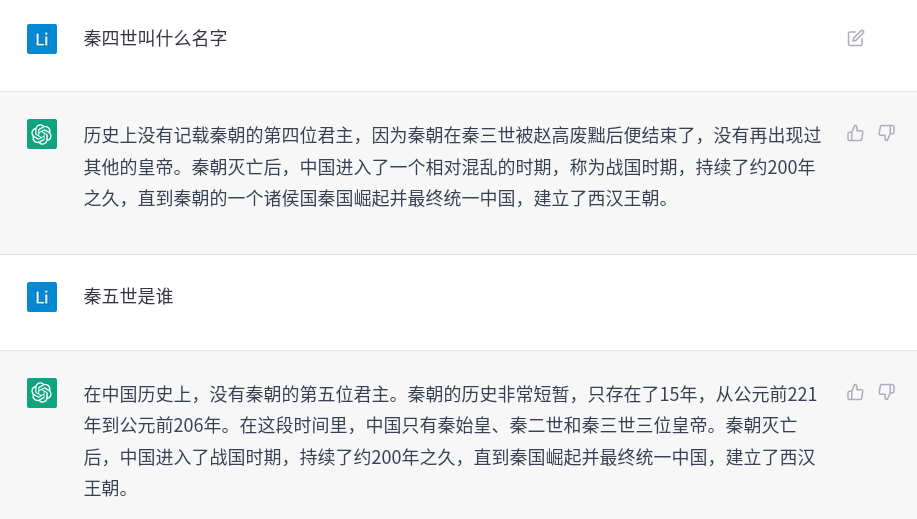 Li
秦四世叫什么名字
历史上没有记载秦朝的第四位君主，因为秦朝在秦三世被赵高废黜后便结束了，没有再出现过
其他的皇帝。秦朝灭亡后，中国进入了一个相对混乱的时期，称为战国时期，持续了约200年
之久，直到秦朝的一个诸侯国秦国崛起并最终统一中国，建立了西汉王朝。
Li
秦五世是谁
在中国历史上，没有秦朝的第五位君主。秦朝的历史非常短暂，只存在了15年，从公元前221
年到公元前206年。在这段时间里，中国只有秦始皇、秦二世和秦三世三位皇帝。秦朝灭亡
后，中国进入了战国时期，持续了约200年之久，直到秦国崛起并最终统一中国，建立了西汉
王朝。